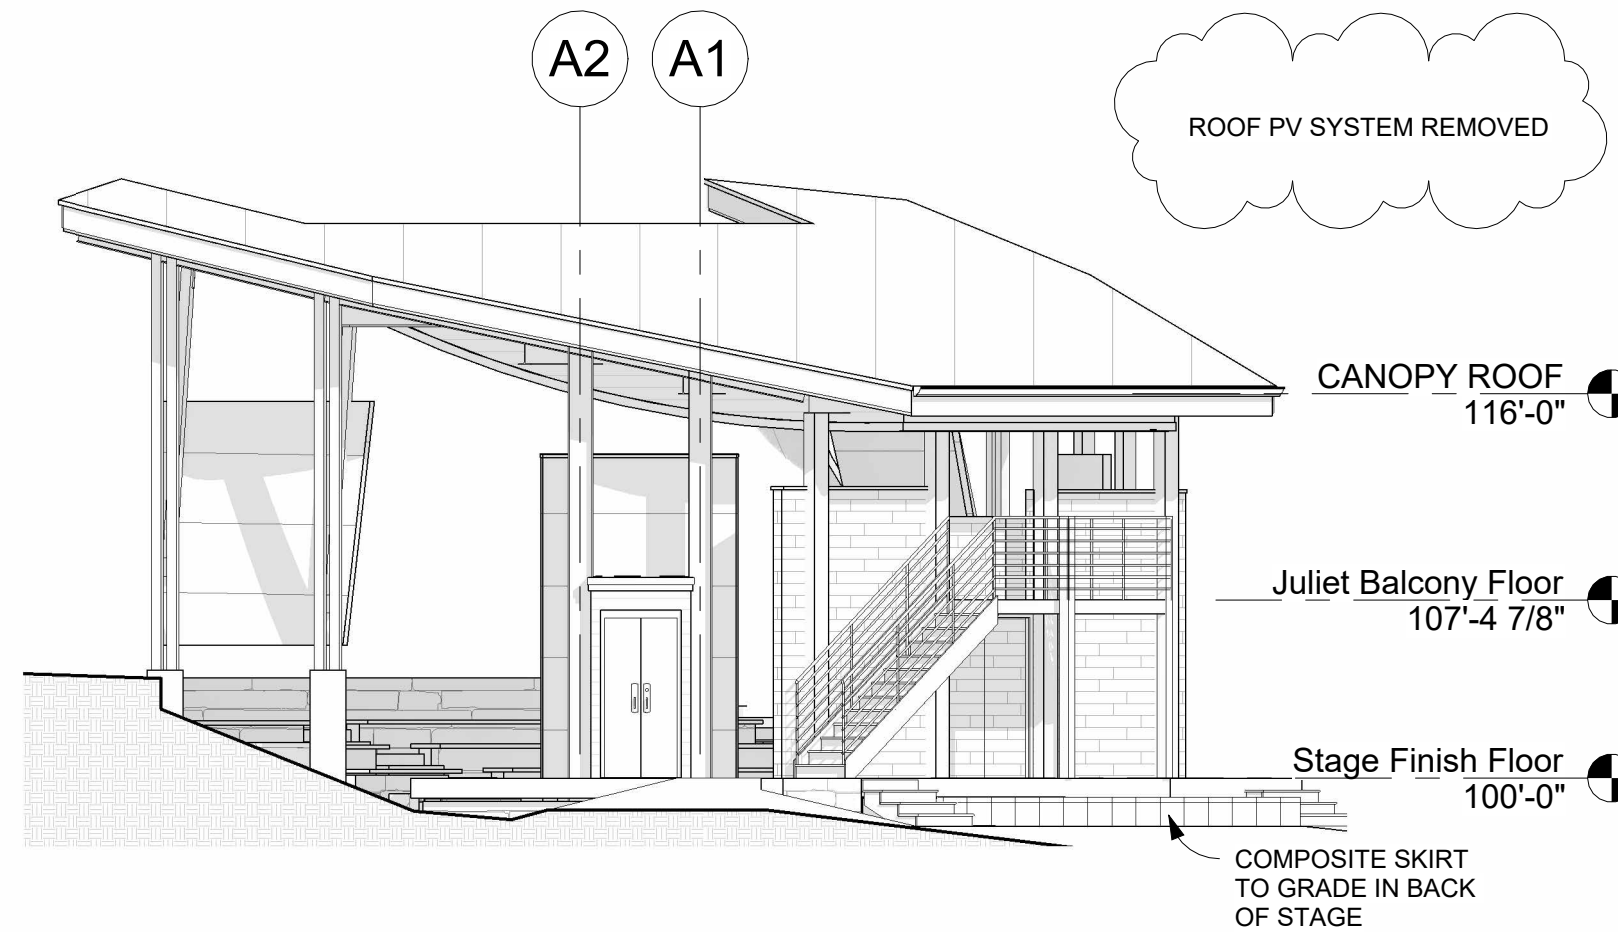 A2
A1
ROOF PV SYSTEM REMOVED
CANOPY ROOF
116'-0"
Juliet Balcony Floor
107'-4 7/8"
Stage Finish Floor
100'-0"
COMPOSITE SKIRT
TO GRADE IN BACK
OF STAGE